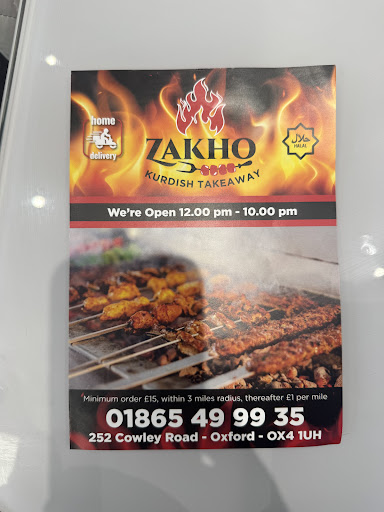 home
delivery
ZAKHO
KURDISH TAKEAWAY
حلال
HALAL
We're Open 12.00 pm - 10.00 pm
Minimum order £15, within 3 miles radius, thereafter £1 per mile
01865 49 99 35
252 Cowley Road - Oxford - OX4 1UH